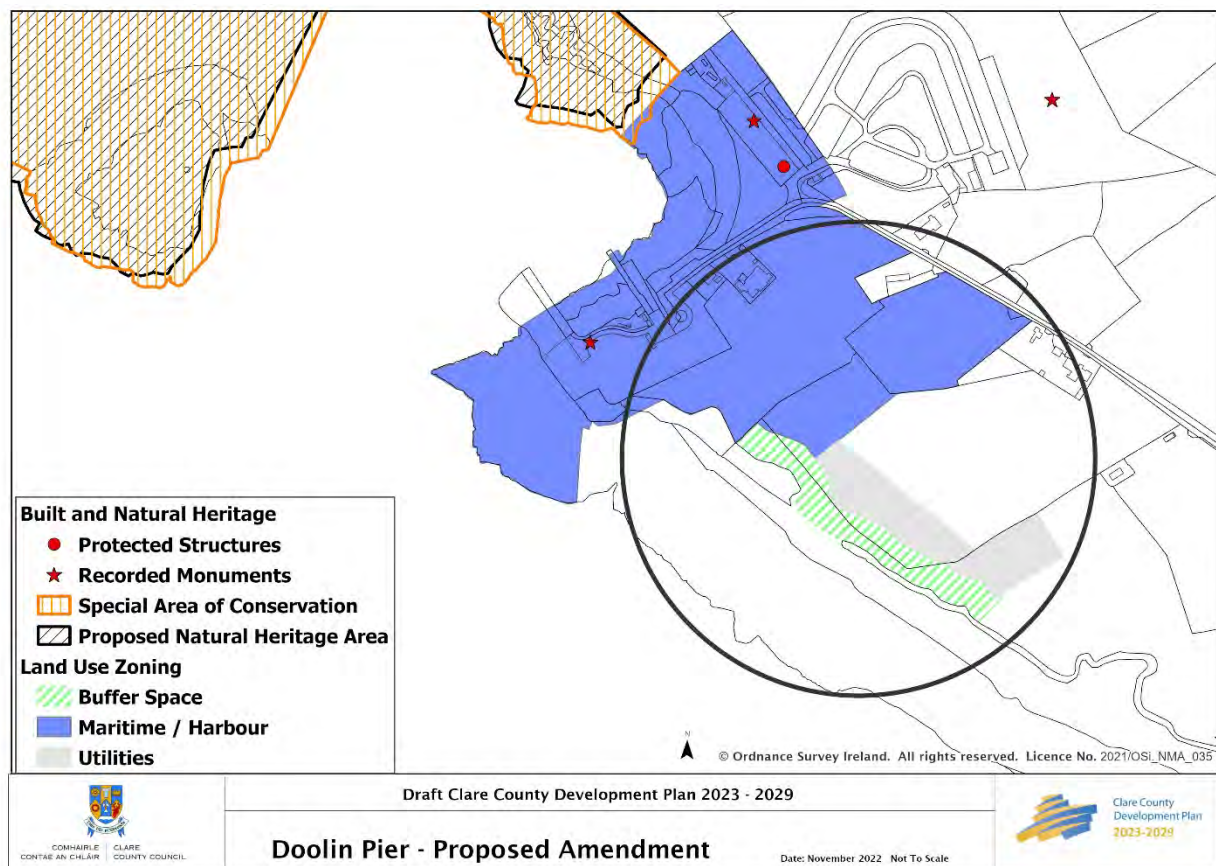 Built and Natural Heritage
Protected Structures
Recorded Monuments
Special Area of Conservation
Proposed Natural Heritage Area
Land Use Zoning
Buffer Space
Maritime / Harbour
Utilities
N
© Ordnance Survey Ireland. All rights reserved. Licence No. 2021/OSi_NMA_035
COMHAIRLE
CONTAE AN CHLÁIR
CLARE
COUNTY COUNCIL
Draft Clare County Development Plan 2023 - 2029
Doolin Pier - Proposed Amendment
Date: November 2022 Not To Scale
Clare County
Development Plan
2023-2029